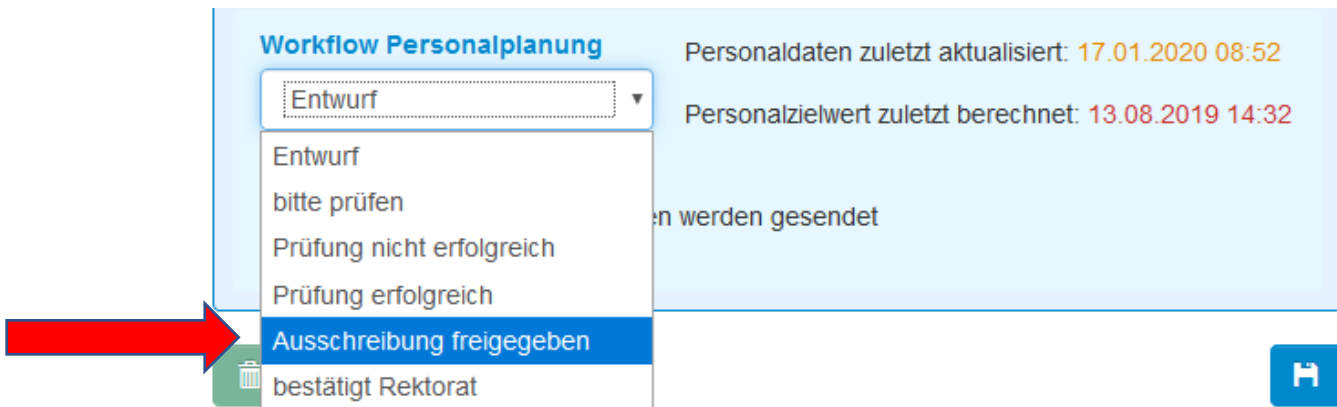 Workflow Personalplanung
Personaldaten zuletzt aktualisiert: 17.01.2020 08:52
Entwurf
Personalzielwert zuletzt berechnet: 13.08.2019 14:32
Entwurf
bitte prüfen
en werden gesendet
Prüfung nicht erfolgreich
Prüfung erfolgreich
Ausschreibung freigegeben
bestätigt Rektorat